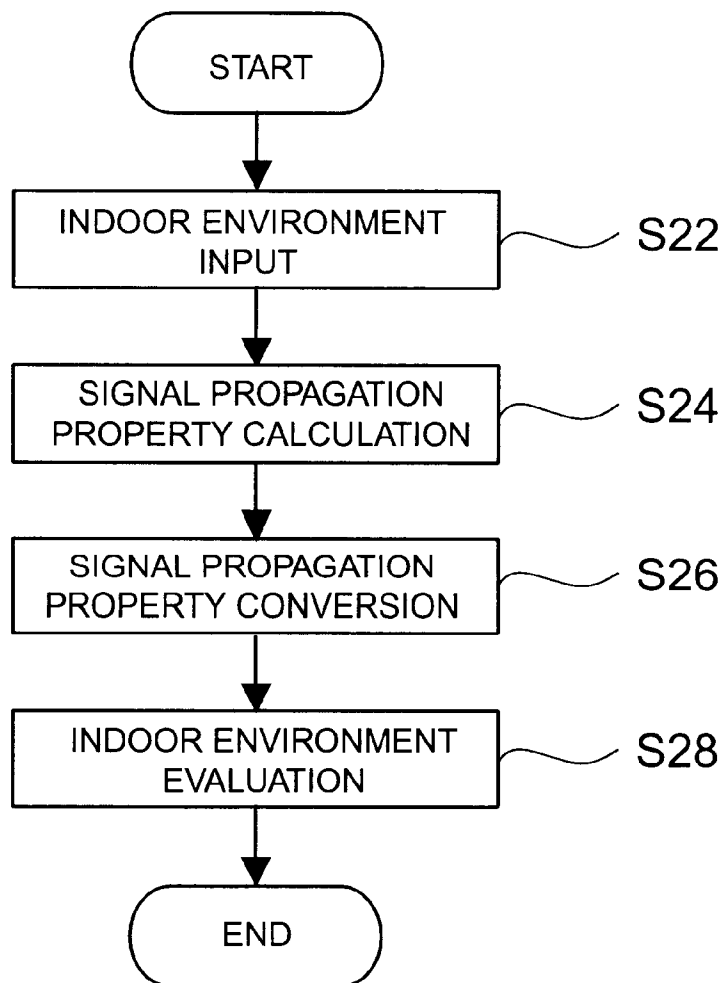 START
INDOOR ENVIRONMENT
INPUT
S22
SIGNAL PROPAGATION
PROPERTY CALCULATION
S24
SIGNAL PROPAGATION
PROPERTY CONVERSION
S26
INDOOR ENVIRONMENT
EVALUATION
S28
END